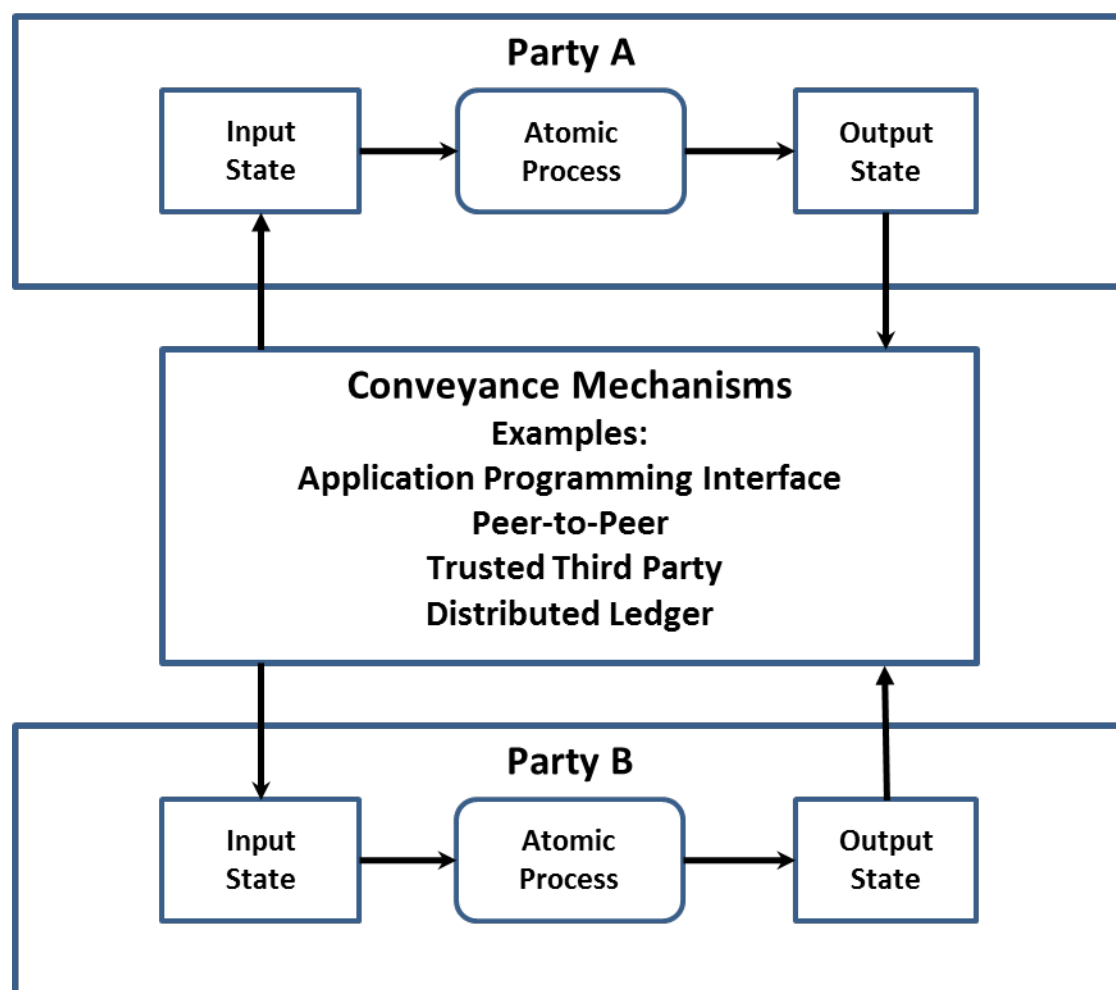 Party A
Input
State
Atomic
Process
Output
State
Conveyance Mechanisms
Examples:
Application Programming Interface
Peer-to-Peer
Trusted Third Party
Distributed Ledger
Party B
Input
State
Atomic
Process
Output
State